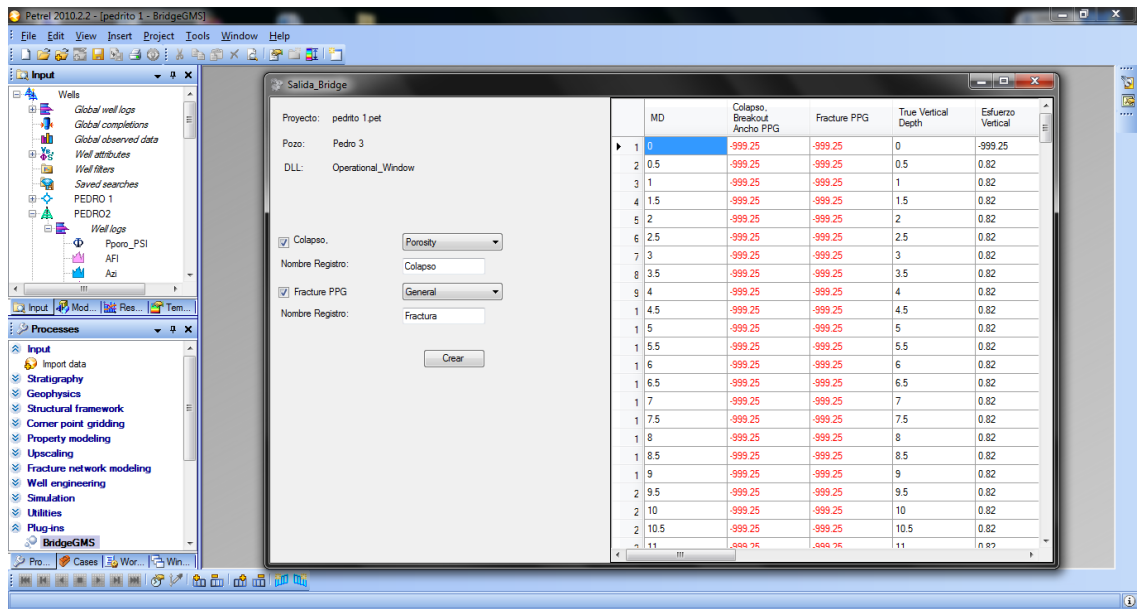 Petrel 2010.2.2 - [pedrito 1 - BridgeGMS]
File Edit View Insert Project Tools Window Help
Input
Wells
Global well logs
Global completions
Global observed data
Well attributes
Well filters
Saved searches
PEDRO 1
PEDRO2
Well logs
Pporo_PSI
AFI
Azi
Input Mod... Res... Tem...
Processes
Input
Import data
Stratigraphy
Geophysics
Structural framework
Corner point gridding
Property modeling
Upscaling
Fracture network modeling
Well engineering
Simulation
Utilities
Plug-ins
BridgeGMS
Pro... Cases Wor... Win...
Salida_Bridge
Proyecto: pedrito 1.pet
Pozo: Pedro 3
DLL: Operational_Window
Colapso, Porosity
Nombre Registro: Colapso
Fracture PPG General
Nombre Registro: Fractura
Crear
MD Colapso, Breakout Ancho PPG Fracture PPG True Vertical Depth Esfuerzo Vertical
1 0 -999.25 -999.25 0 -999.25
2 0.5 -999.25 -999.25 0.5 0.82
3 1 -999.25 -999.25 1 0.82
4 1.5 -999.25 -999.25 1.5 0.82
5 2 -999.25 -999.25 2 0.82
6 2.5 -999.25 -999.25 2.5 0.82
7 3 -999.25 -999.25 3 0.82
8 3.5 -999.25 -999.25 3.5 0.82
9 4 -999.25 -999.25 4 0.82
1 4.5 -999.25 -999.25 4.5 0.82
1 5 -999.25 -999.25 5 0.82
1 5.5 -999.25 -999.25 5.5 0.82
1 6 -999.25 -999.25 6 0.82
1 6.5 -999.25 -999.25 6.5 0.82
1 7 -999.25 -999.25 7 0.82
1 7.5 -999.25 -999.25 7.5 0.82
1 8 -999.25 -999.25 8 0.82
1 8.5 -999.25 -999.25 8.5 0.82
1 9 -999.25 -999.25 9 0.82
2 9.5 -999.25 -999.25 9.5 0.82
2 10 -999.25 -999.25 10 0.82
2 10.5 -999.25 -999.25 10.5 0.82
2 11 -999.25 -999.25 11 0.82